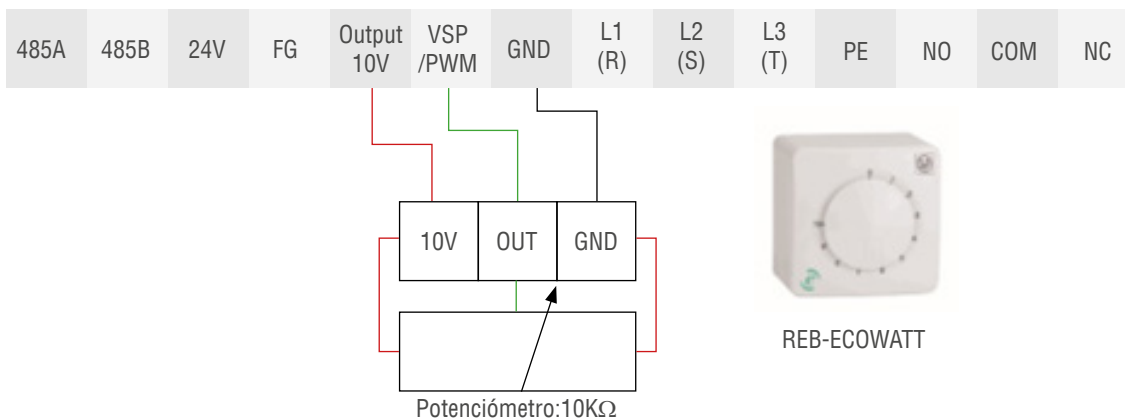 485A 485B 24V FG Output 10V VSP /PWM GND L1 (R) L2 (S) L3 (T) PE NO COM NC
10V OUT GND
REB-ECOWATT
Potenciómetro:10KΩ